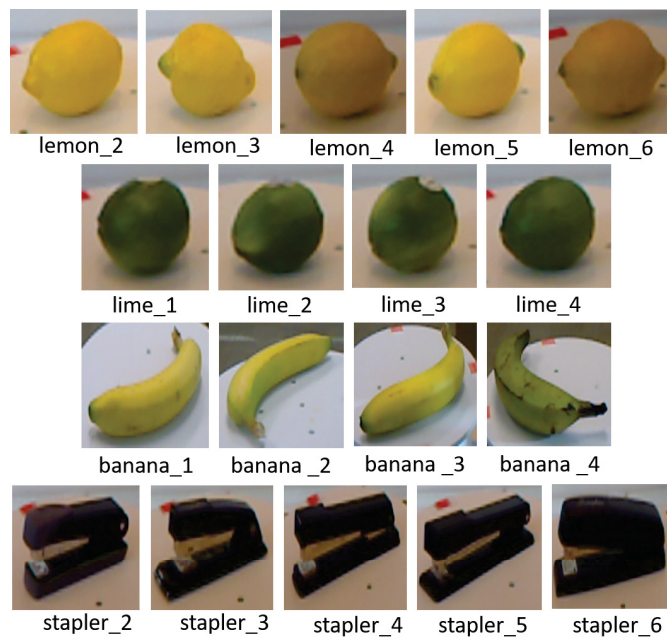 lemon_2 lemon_3 lemon_4 lemon_5 lemon_6
lime_1 lime_2 lime_3 lime_4
banana_1 banana _2 banana _3 banana _4
stapler_2 stapler_3 stapler_4 stapler_5 stapler_6